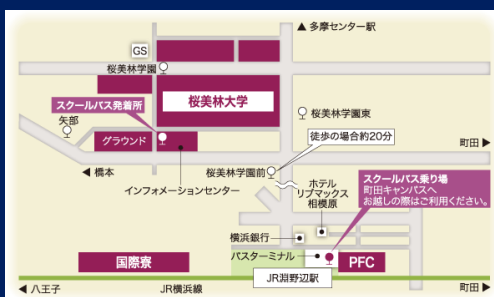 ▲ 多摩センター駅
GS
桜美林学園
桜美林大学
スクールバス発着所
桜美林学園東
矢部
徒歩の場合約20分
グラウンド
町田 ▶
◀ 橋本
桜美林学園前
インフォメーションセンター
スクールバス乗り場
町田キャンパスへ
お越しの際はご利用ください。
ホテル
リブマックス
相模原
横浜銀行
バスターミナル
国際寮
PFC
JR淵野辺駅
◀ 八王子
JR横浜線
町田 ▶